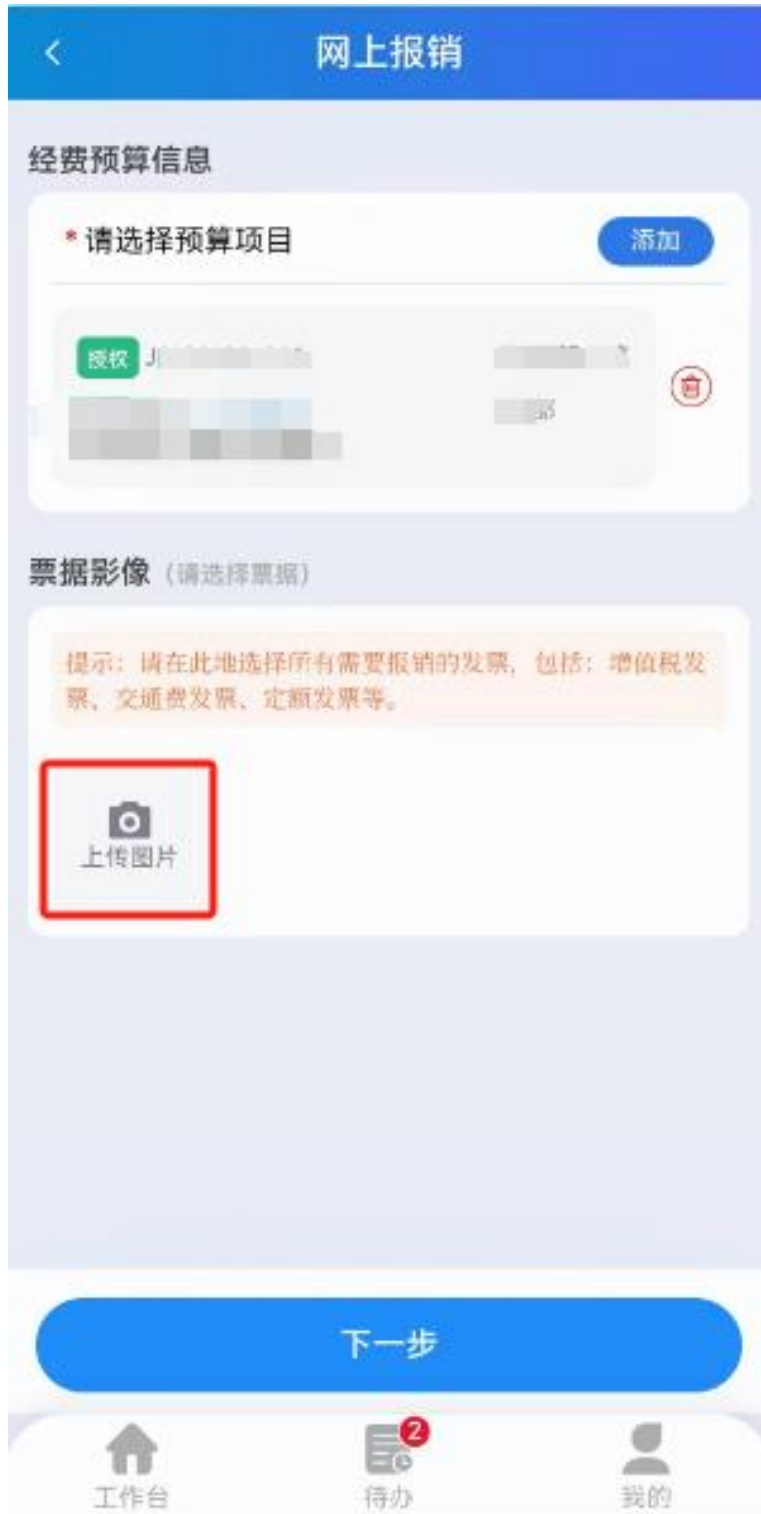 网上报销
经费预算信息
* 请选择预算项目
添加
授权 J
票据影像（请选择票据）
提示：请在此地选择所有需要报销的发票，包括：增值税发
票、交通费发票、定额发票等。
上传图片
下一步
2
工作台
待办
我的